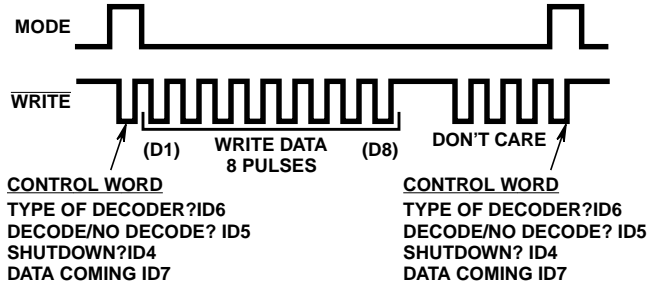 MODE
WRITE
(D1) WRITE DATA (D8) DON'T CARE
8 PULSES
CONTROL WORD
TYPE OF DECODER?ID6
DECODE/NO DECODE? ID5
SHUTDOWN?ID4
DATA COMING ID7
CONTROL WORD
TYPE OF DECODER?ID6
DECODE/NO DECODE? ID5
SHUTDOWN? ID4
DATA COMING ID7